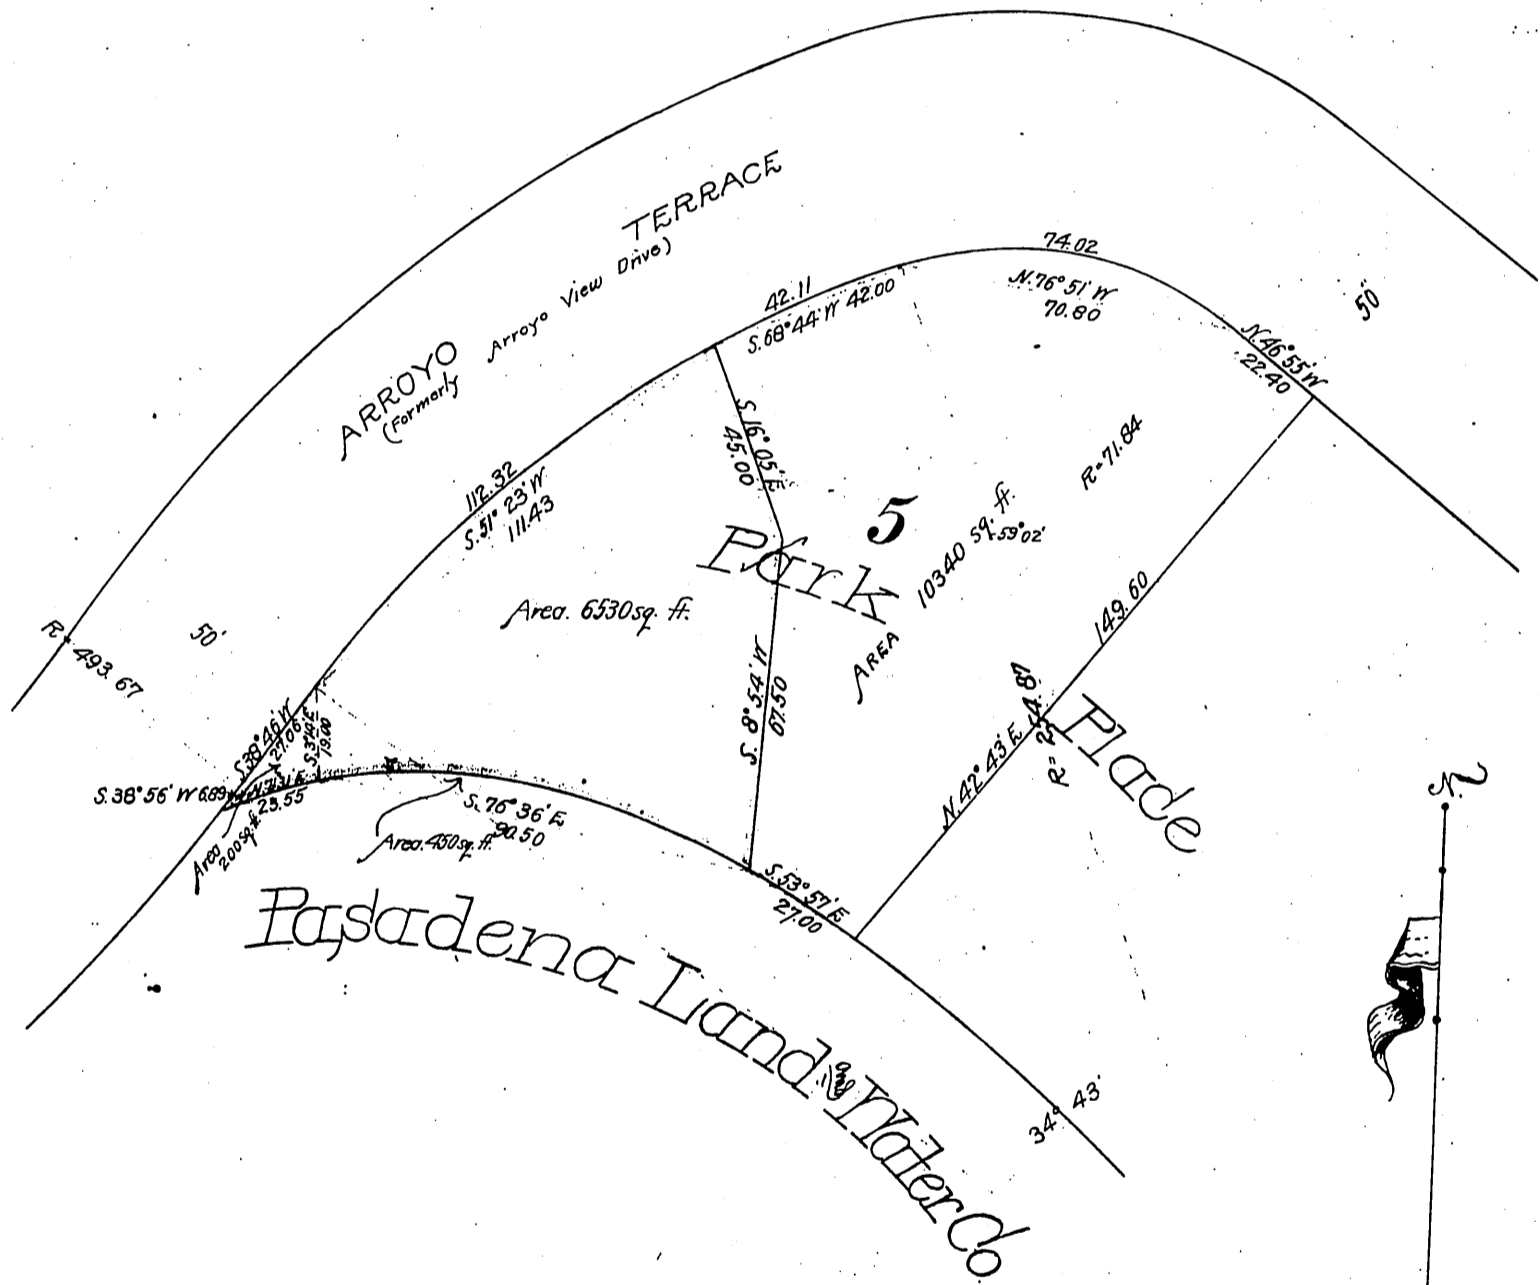 TERRACE
ARROYO
(Formerly Arroyo View Drive)
74.02
N.76° 51' W
70.80
42.11
S.68° 44' W 42.00
50'
N.46° 55' W
22.40
S. 16° 05' E
45.00
112.32
S.51° 23' W
111.43
R=71.84
5
Park Place
AREA 10340 sq. ft.
59° 02'
Area. 6530 sq. ft.
149.60
N.42° 43' E
50'
R
493.67
S. 8° 54' W
67.50
S.38° 46' W
27.06
19.00
S.38° 56' W 6.89
23.55
Area
200 sq. ft.
S. 76° 36' E
90.50
Area. 450 sq. ft.
S.53° 57' E
27.00
Pasadena Land and Water Co
34° 43'
N